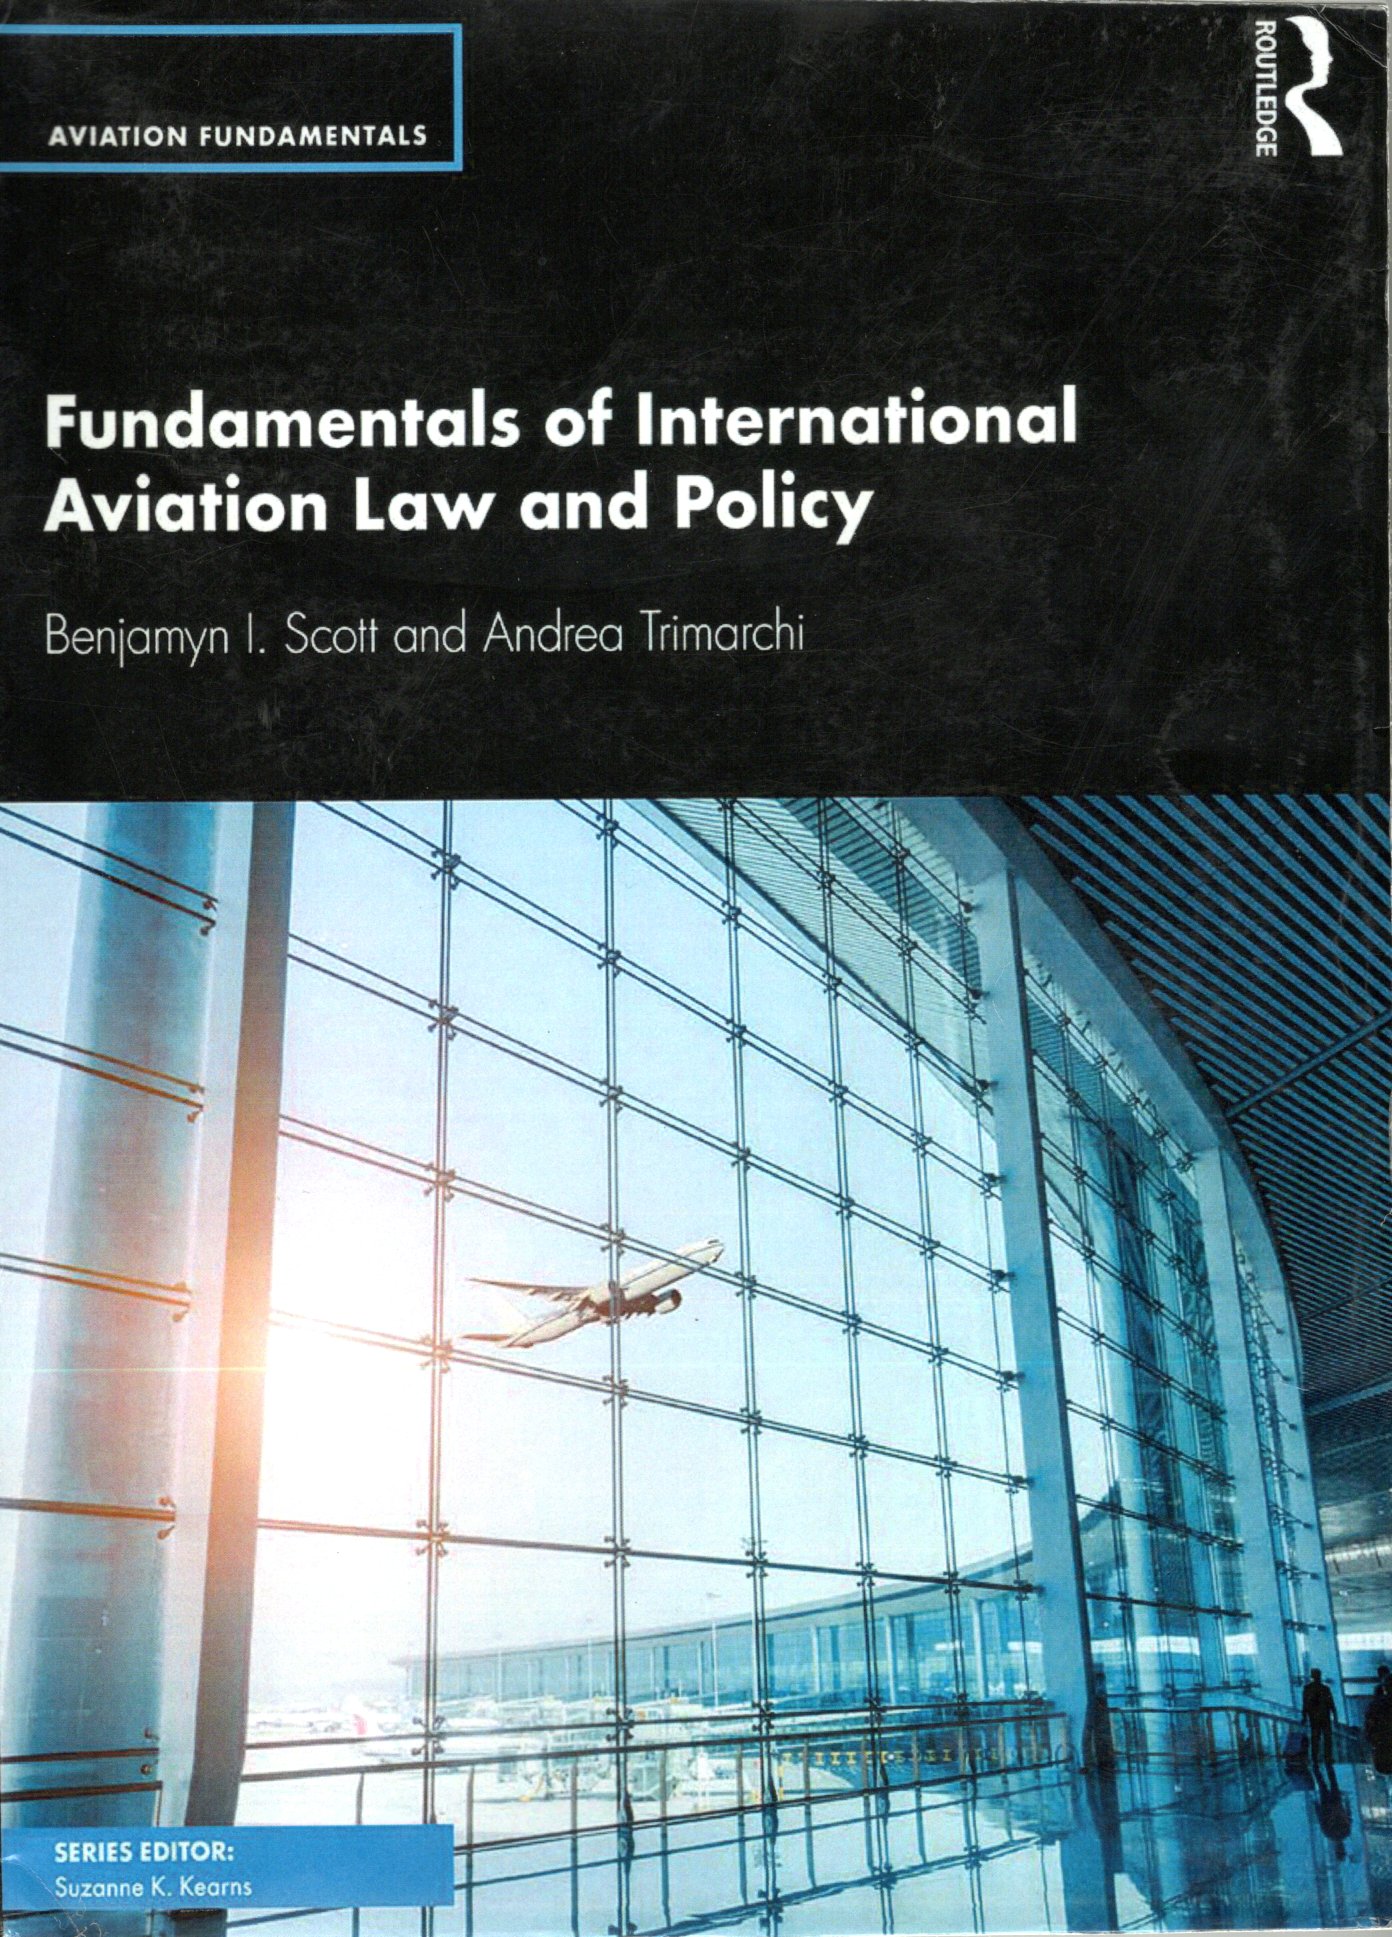 AVIATION FUNDAMENTALS
ROUTLEDGE
Fundamentals of International
Aviation Law and Policy
Benjamyn I. Scott and Andrea Trimarchi
SERIES EDITOR:
Suzanne K. Kearns